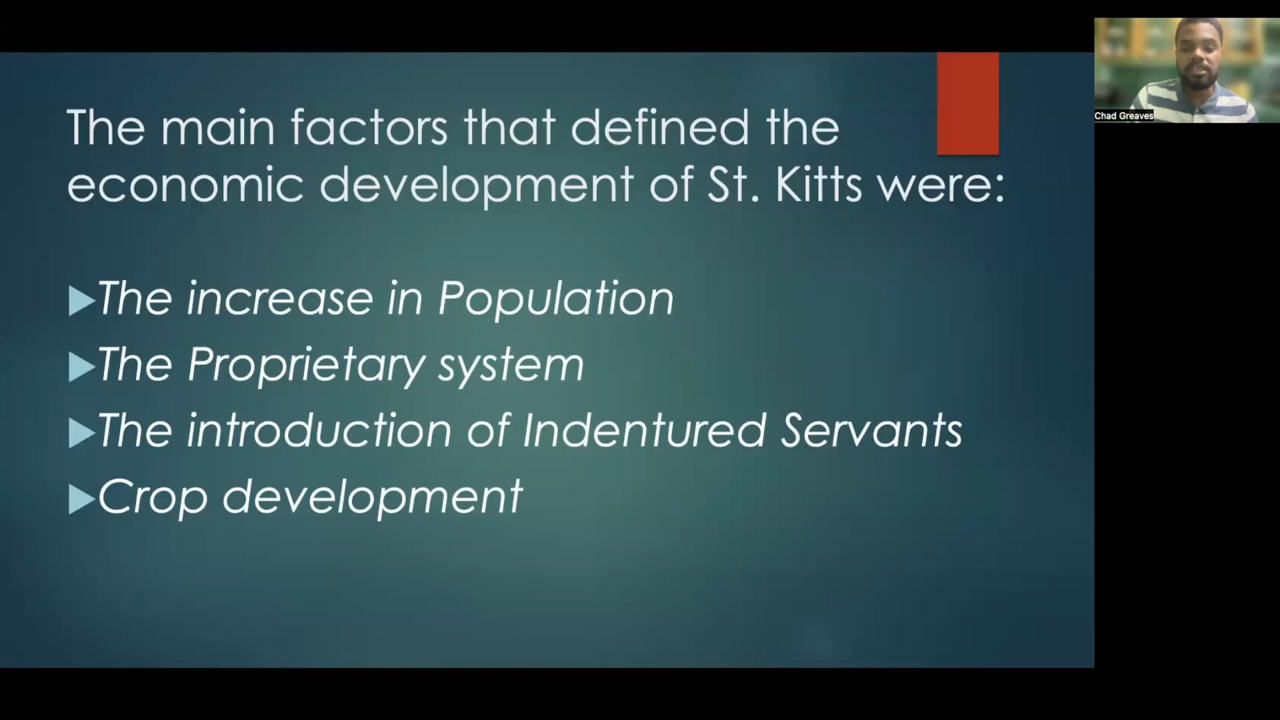 The main factors that defined the
economic development of St. Kitts were:
The increase in Population
The Proprietary system
The introduction of Indentured Servants
Crop development
Chad Greaves